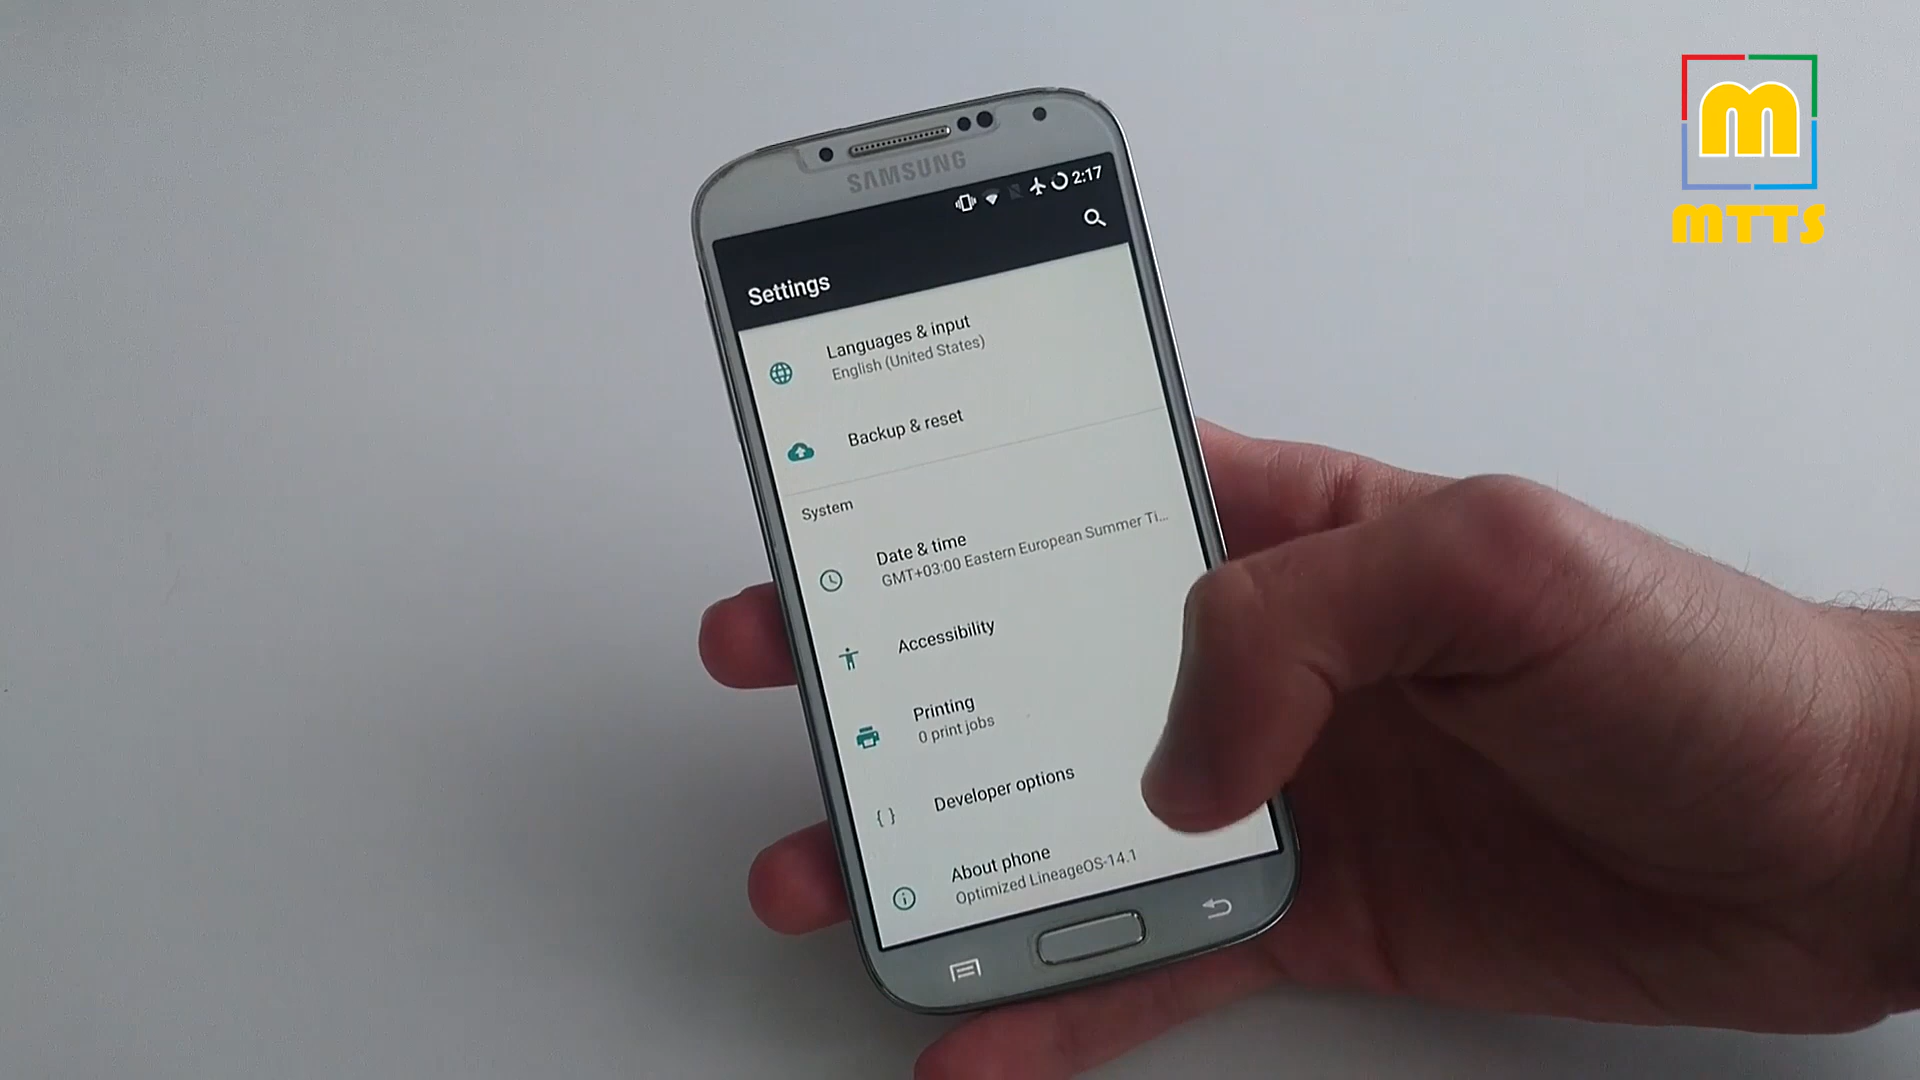 SAMSUNG
2:17
Settings
Languages & input
English (United States)
Backup & reset
System
Date & time
GMT+03:00 Eastern European Summer Ti...
Accessibility
Printing
0 print jobs
Developer options
About phone
Optimized LineageOS-14.1
m
MTTS